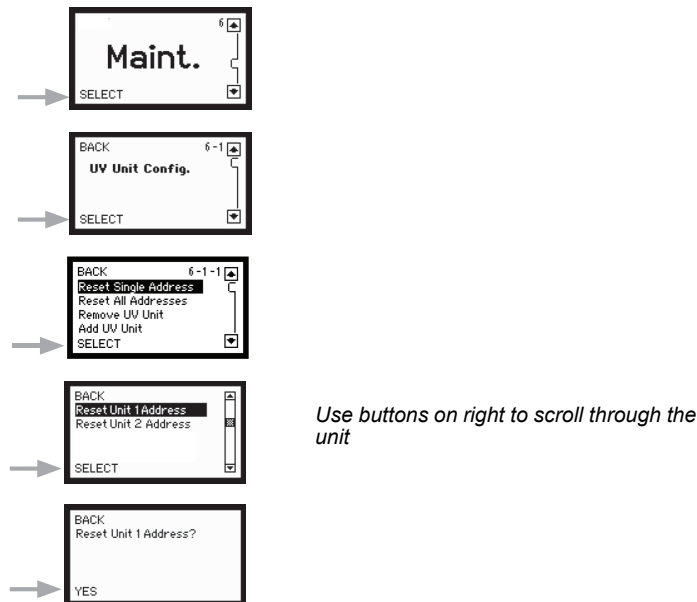 6
Maint.
SELECT
BACK 6-1
UV Unit Config.
SELECT
BACK 6-1-1
Reset Single Address
Reset All Addresses
Remove UV Unit
Add UV Unit
SELECT
BACK
Reset Unit 1 Address
Reset Unit 2 Address
SELECT
Use buttons on right to scroll through the
unit
BACK
Reset Unit 1 Address?
YES